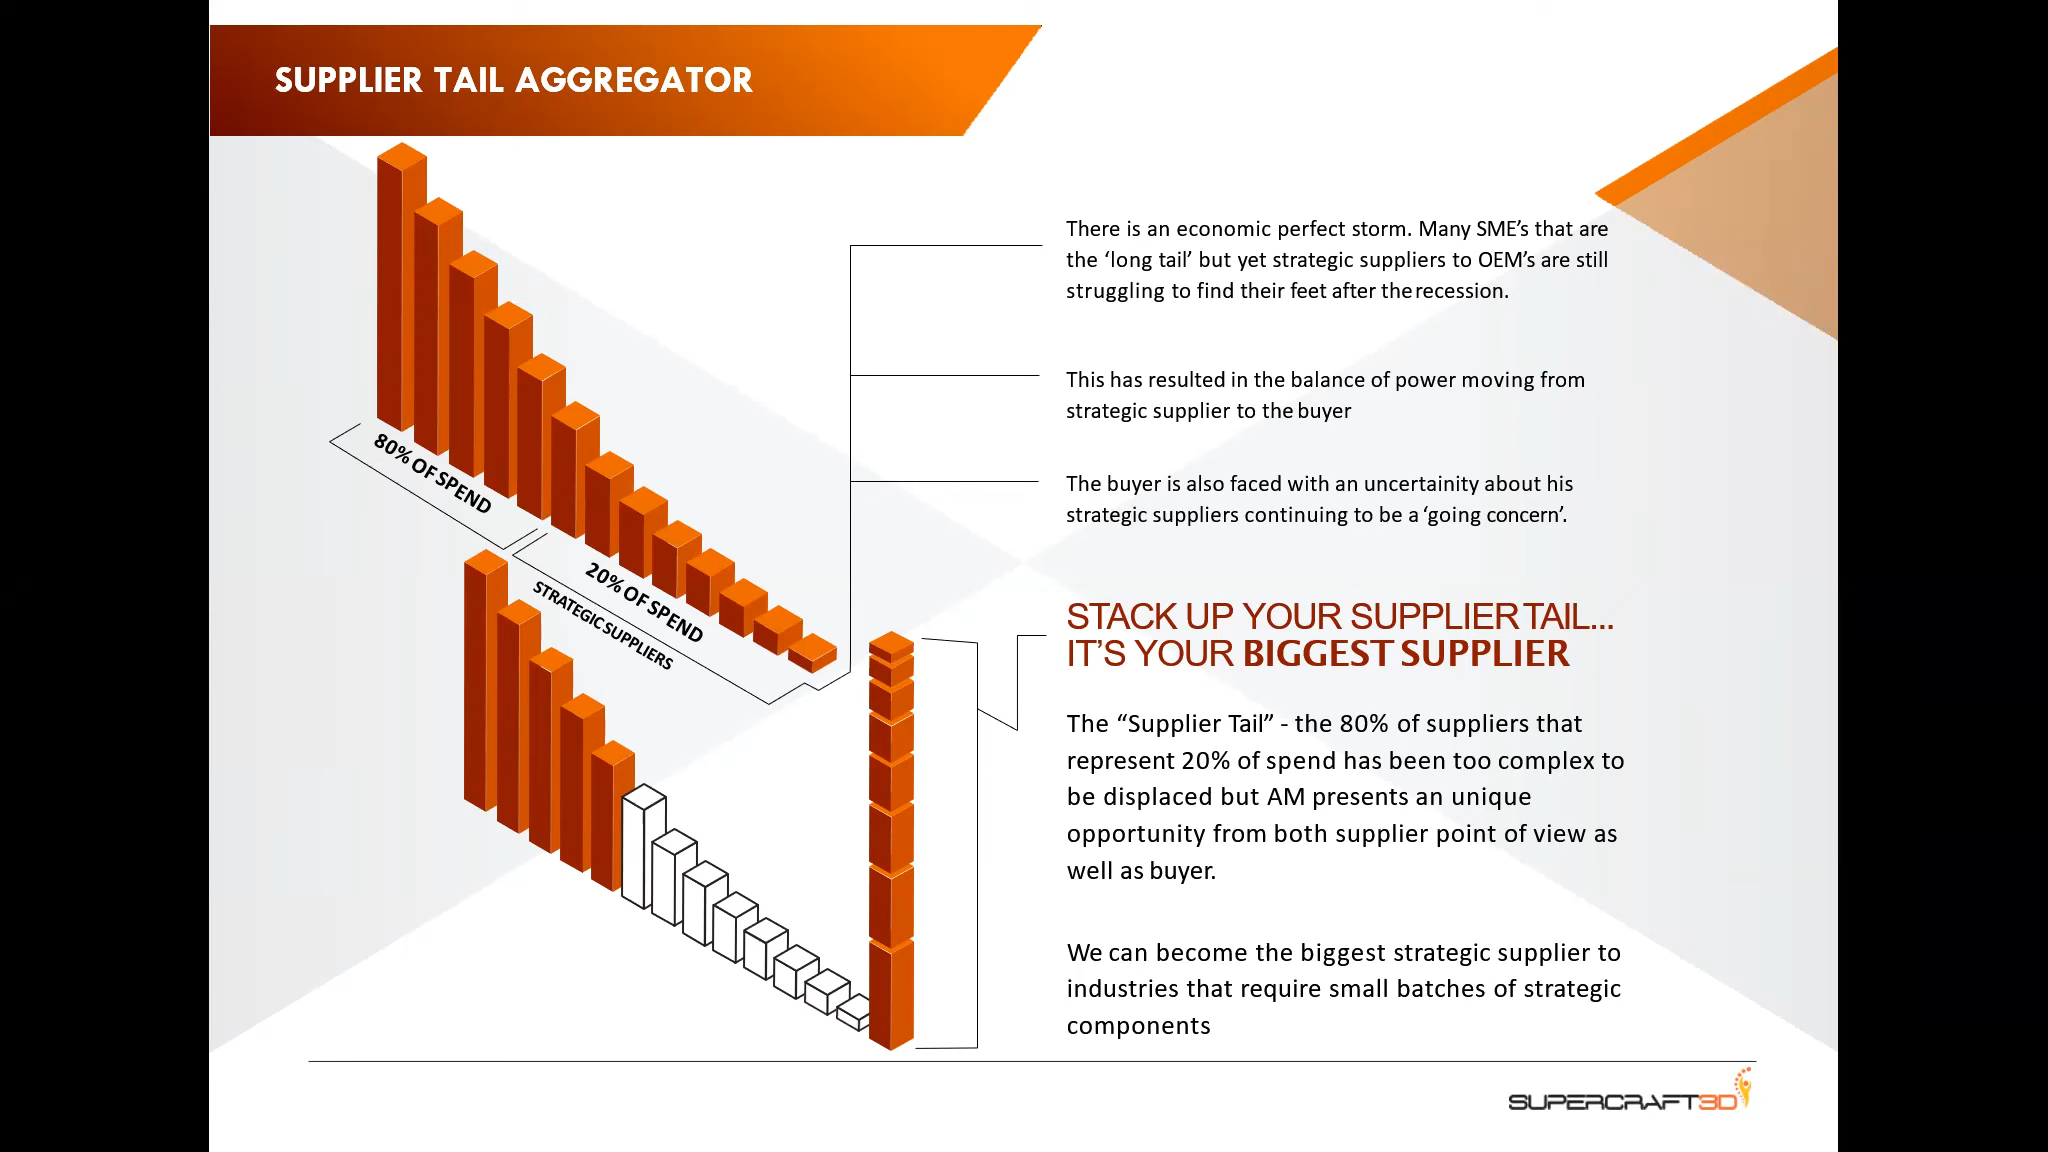 SUPPLIER TAIL AGGREGATOR
80% OF SPEND
20% OF SPEND
STRATEGIC SUPPLIERS
There is an economic perfect storm. Many SME’s that are
the ‘long tail’ but yet strategic suppliers to OEM’s are still
struggling to find their feet after the recession.
This has resulted in the balance of power moving from
strategic supplier to the buyer
The buyer is also faced with an uncertainity about his
strategic suppliers continuing to be a ‘going concern’.
STACK UP YOUR SUPPLIER TAIL...
IT’S YOUR BIGGEST SUPPLIER
The “Supplier Tail” - the 80% of suppliers that
represent 20% of spend has been too complex to
be displaced but AM presents an unique
opportunity from both supplier point of view as
well as buyer.
We can become the biggest strategic supplier to
industries that require small batches of strategic
components
SUPERCRAFT3D